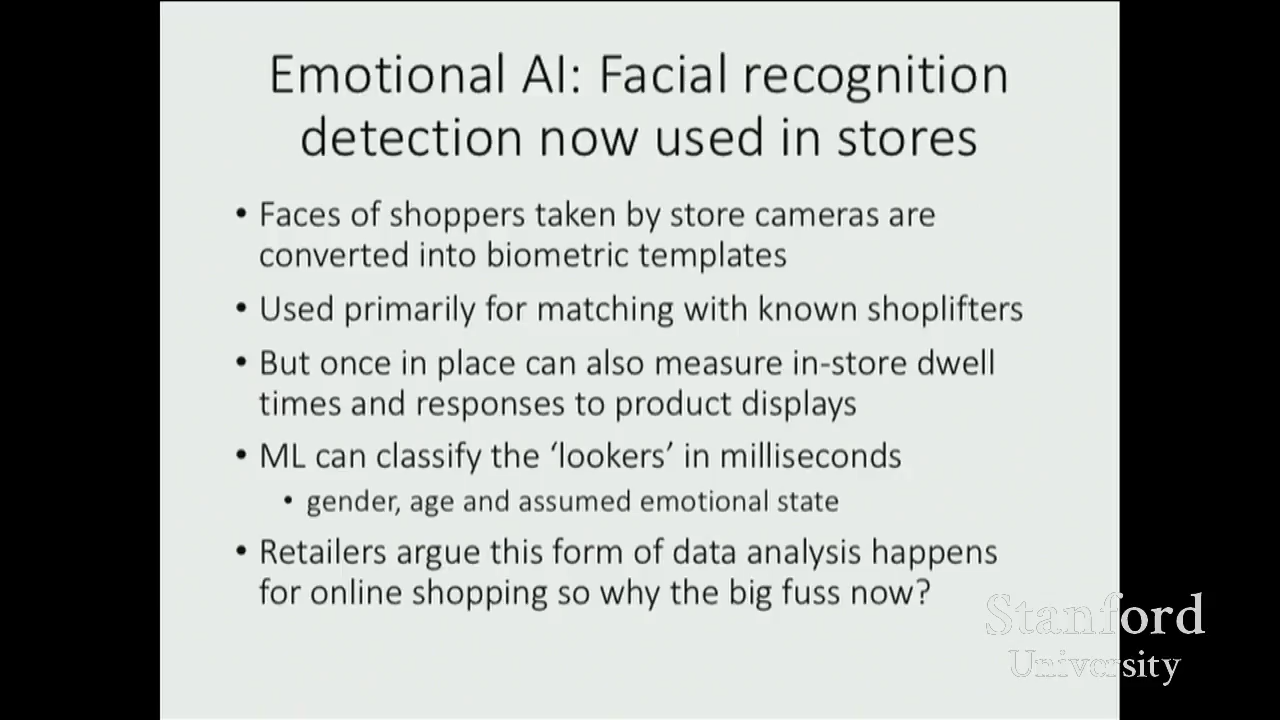 Emotional AI: Facial recognition
detection now used in stores
• Faces of shoppers taken by store cameras are
converted into biometric templates
• Used primarily for matching with known shoplifters
• But once in place can also measure in-store dwell
times and responses to product displays
• ML can classify the ‘lookers’ in milliseconds
• gender, age and assumed emotional state
• Retailers argue this form of data analysis happens
for online shopping so why the big fuss now?
Stanford
University